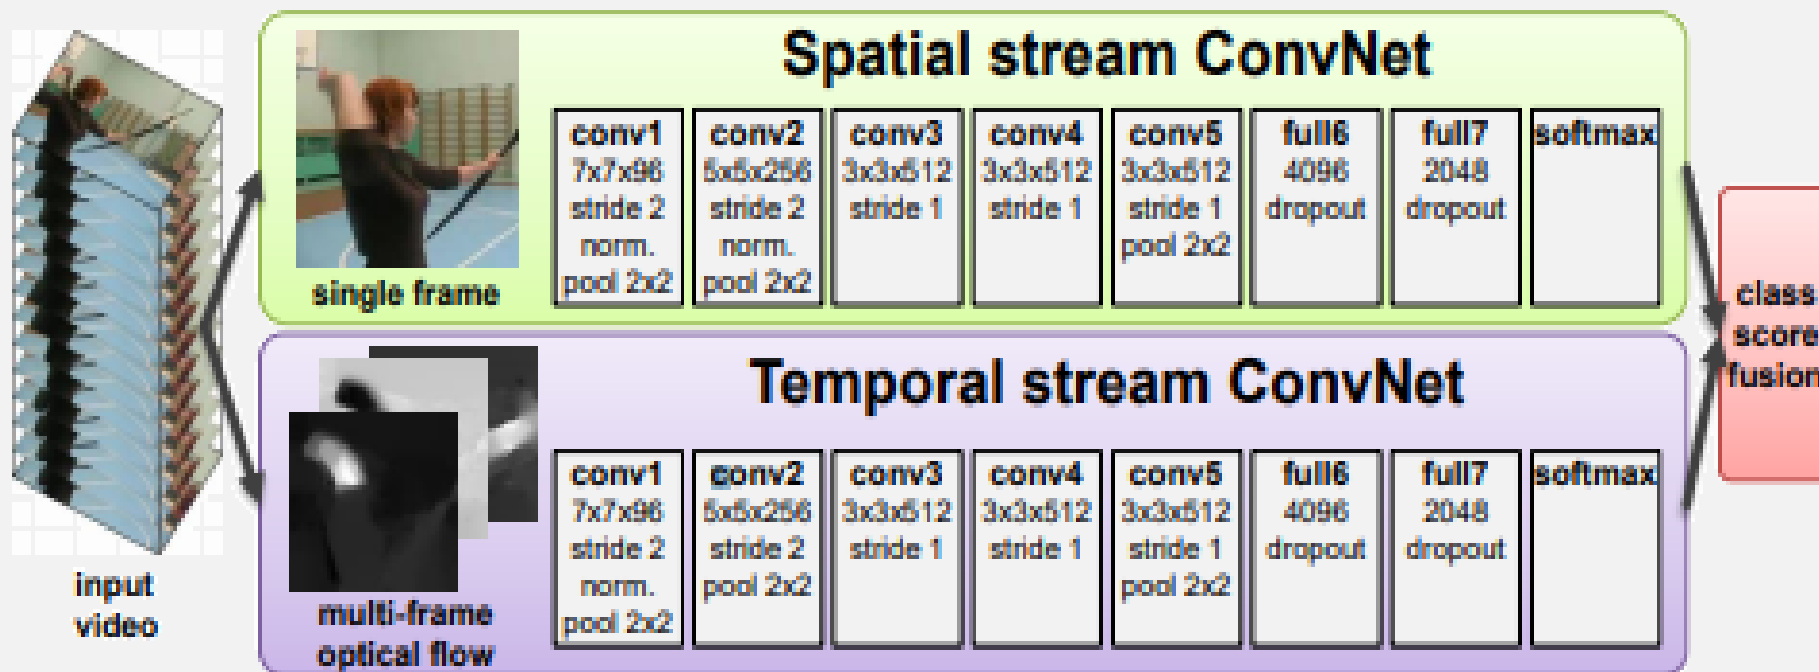 Spatial stream ConvNet
conv1
7x7x96
stride 2
norm.
pool 2x2
conv2
5x5x256
stride 2
norm.
pool 2x2
conv3
3x3x512
stride 1
conv4
3x3x512
stride 1
conv5
3x3x512
stride 1
pool 2x2
full6
4096
dropout
full7
2048
dropout
softmax
single frame
input
video
Temporal stream ConvNet
conv1
7x7x96
stride 2
norm.
pool 2x2
conv2
5x5x256
stride 2
pool 2x2
conv3
3x3x512
stride 1
conv4
3x3x512
stride 1
conv5
3x3x512
stride 1
pool 2x2
full6
4096
dropout
full7
2048
dropout
softmax
multi-frame
optical flow
class
score
fusion